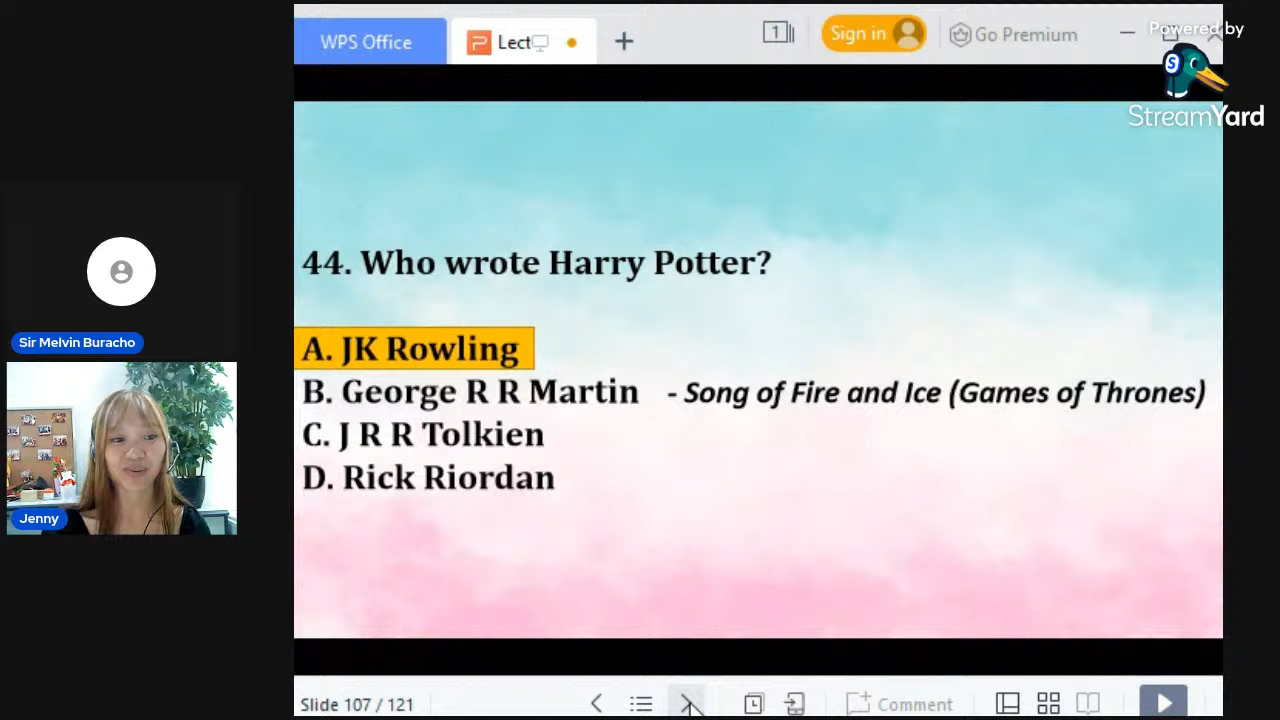 WPS Office
Lect
1
Sign in
Go Premium
Powered by
StreamYard
44. Who wrote Harry Potter?
A. JK Rowling
B. George R R Martin - Song of Fire and Ice (Games of Thrones)
C. J R R Tolkien
D. Rick Riordan
Sir Melvin Buracho
Jenny
Slide 107 / 121
Comment